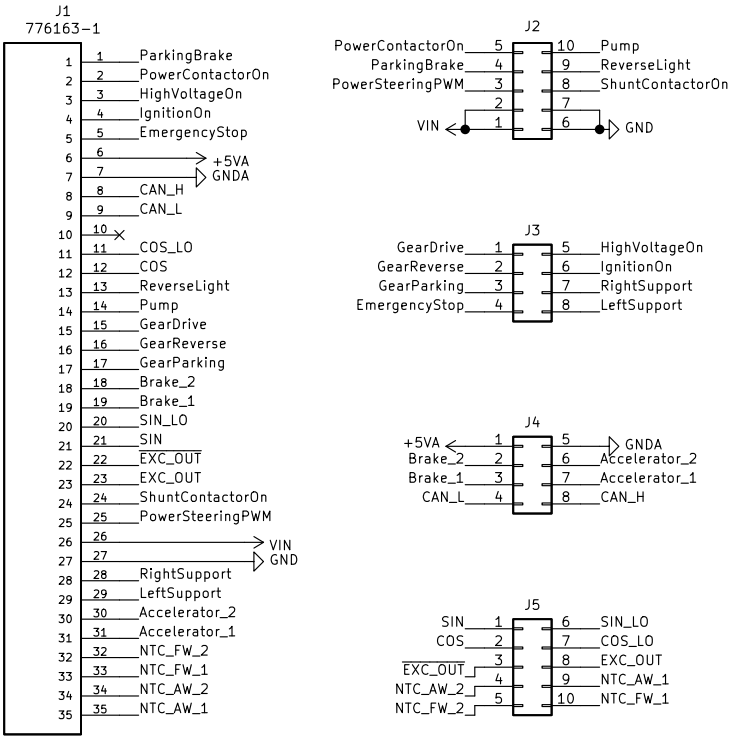 J1
776163-1
1 1 ParkingBrake
2 2 PowerContactorOn
3 3 HighVoltageOn
4 4 IgnitionOn
5 5 EmergencyStop
6 6 +5VA
7 7 GNDA
8 8 CAN_H
9 9 CAN_L
10 10
11 11 COS_LO
12 12 COS
13 13 ReverseLight
14 14 Pump
15 15 GearDrive
16 16 GearReverse
17 17 GearParking
18 18 Brake_2
19 19 Brake_1
20 20 SIN_LO
21 21 SIN
22 22 EXC_OUT
23 23 EXC_OUT
24 24 ShuntContactorOn
25 25 PowerSteeringPWM
26 26 VIN
27 27 GND
28 28 RightSupport
29 29 LeftSupport
30 30 Accelerator_2
31 31 Accelerator_1
32 32 NTC_FW_2
33 33 NTC_FW_1
34 34 NTC_AW_2
35 35 NTC_AW_1
J2
PowerContactorOn 5 10 Pump
ParkingBrake 4 9 ReverseLight
PowerSteeringPWM 3 8 ShuntContactorOn
2 7
VIN 1 6 GND
J3
GearDrive 1 5 HighVoltageOn
GearReverse 2 6 IgnitionOn
GearParking 3 7 RightSupport
EmergencyStop 4 8 LeftSupport
J4
+5VA 1 5 GNDA
Brake_2 2 6 Accelerator_2
Brake_1 3 7 Accelerator_1
CAN_L 4 8 CAN_H
J5
SIN 1 6 SIN_LO
COS 2 7 COS_LO
EXC_OUT 3 8 EXC_OUT
NTC_AW_2 4 9 NTC_AW_1
NTC_FW_2 5 10 NTC_FW_1